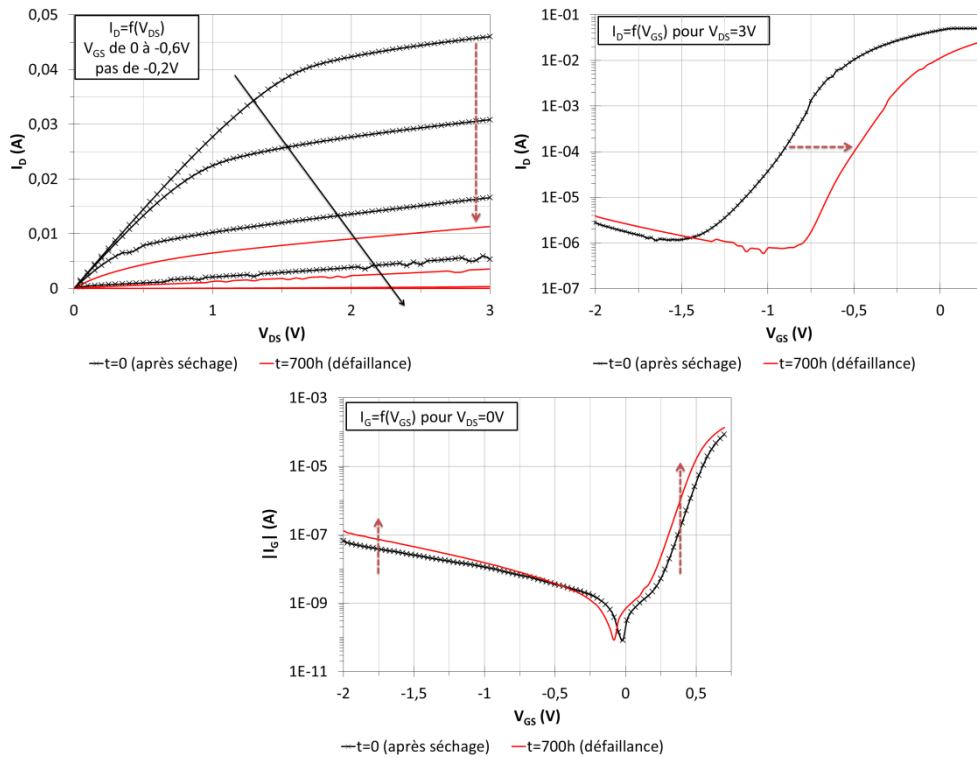 I_D=f(V_DS)
V_GS de 0 à -0,6V
pas de -0,2V
0,05
0,04
0,03
0,02
0,01
0
I_D (A)
0 1 2 3
V_DS (V)
t=0 (après séchage) t=700h (défaillance)
I_D=f(V_GS) pour V_DS=3V
1E-01
1E-02
1E-03
1E-04
1E-05
1E-06
1E-07
I_D (A)
-2 -1,5 -1 -0,5 0
V_GS (V)
t=0 (après séchage) t=700h (défaillance)
I_G=f(V_GS) pour V_DS=0V
1E-03
1E-05
1E-07
1E-09
1E-11
|I_G| (A)
-2 -1,5 -1 -0,5 0 0,5
V_GS (V)
t=0 (après séchage) t=700h (défaillance)